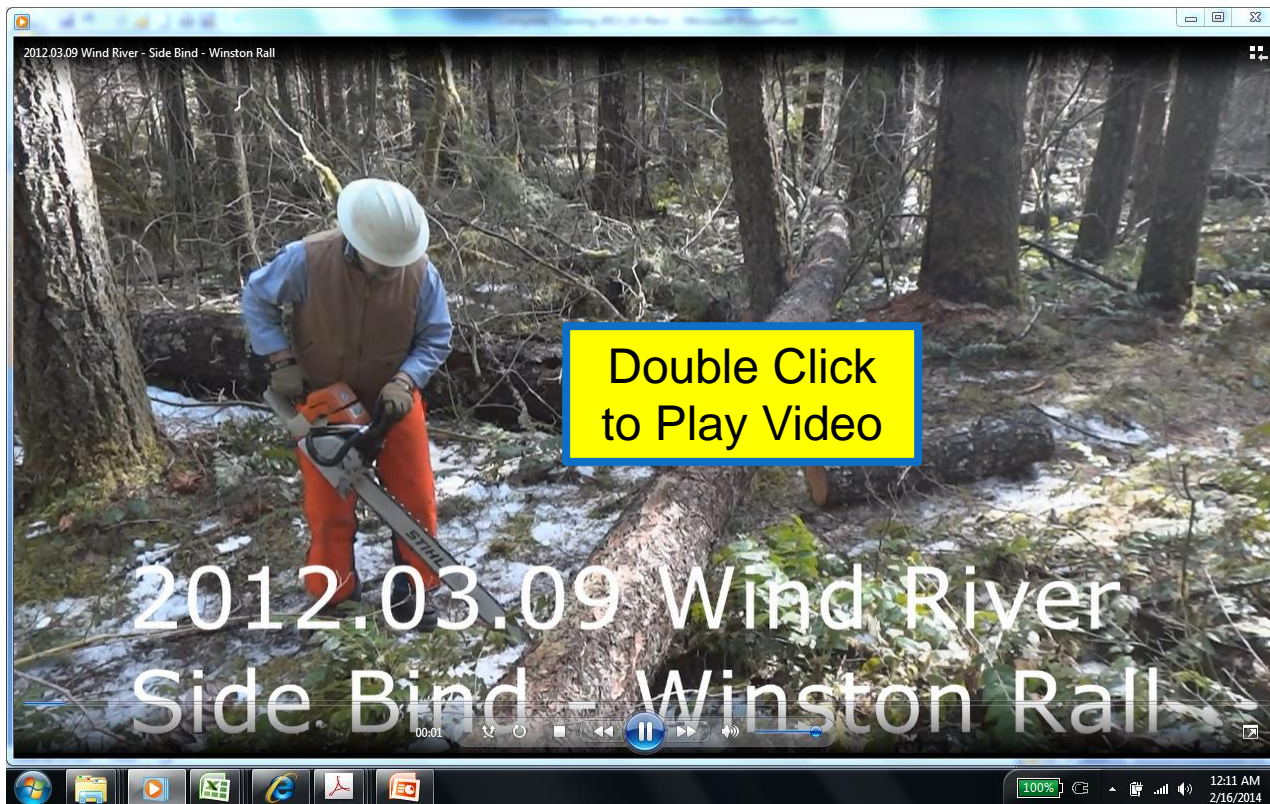 2012.03.09 Wind River - Side Bind - Winston Rall
Double Click
to Play Video
STIHL
2012.03.09 Wind River
Side Bind - Winston Rall
00:01
100%
12:11 AM
2/16/2014